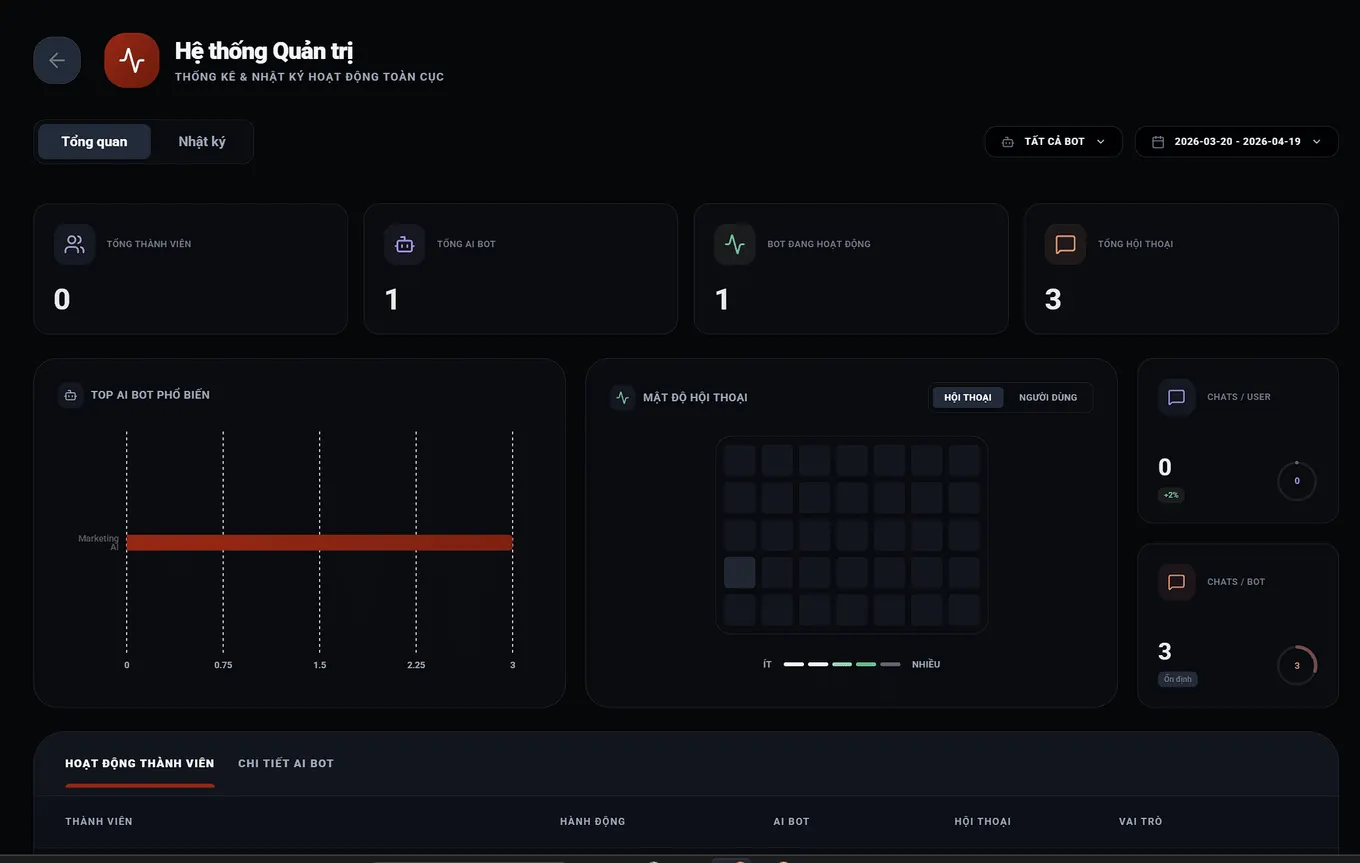 Hệ thống Quản trị
THỐNG KÊ & NHẬT KÝ HOẠT ĐỘNG TOÀN CỤC
Tổng quan
Nhật ký
TẤT CẢ BOT
2026-03-20 - 2026-04-19
TỔNG THÀNH VIÊN
0
TỔNG AI BOT
1
BOT ĐANG HOẠT ĐỘNG
1
TỔNG HỘI THOẠI
3
TOP AI BOT PHỔ BIẾN
Marketing
AI
0
0.75
1.5
2.25
3
MẬT ĐỘ HỘI THOẠI
HỘI THOẠI
NGƯỜI DÙNG
ÍT
NHIỀU
CHATS / USER
0
+2%
0
CHATS / BOT
3
Ổn định
3
HOẠT ĐỘNG THÀNH VIÊN
CHI TIẾT AI BOT
THÀNH VIÊN
HÀNH ĐỘNG
AI BOT
HỘI THOẠI
VAI TRÒ